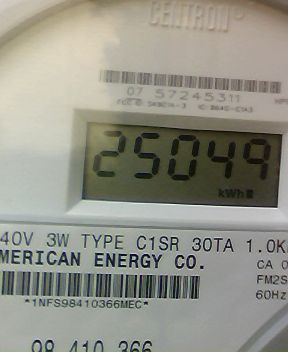 CENTRON®
07 57245311
25049
kWh
40V 3W TYPE C1SR 30TA 1.0K
MERICAN ENERGY CO.
CA 0
FM2S
*1NFS98410366MEC*
60Hz
98 410 366